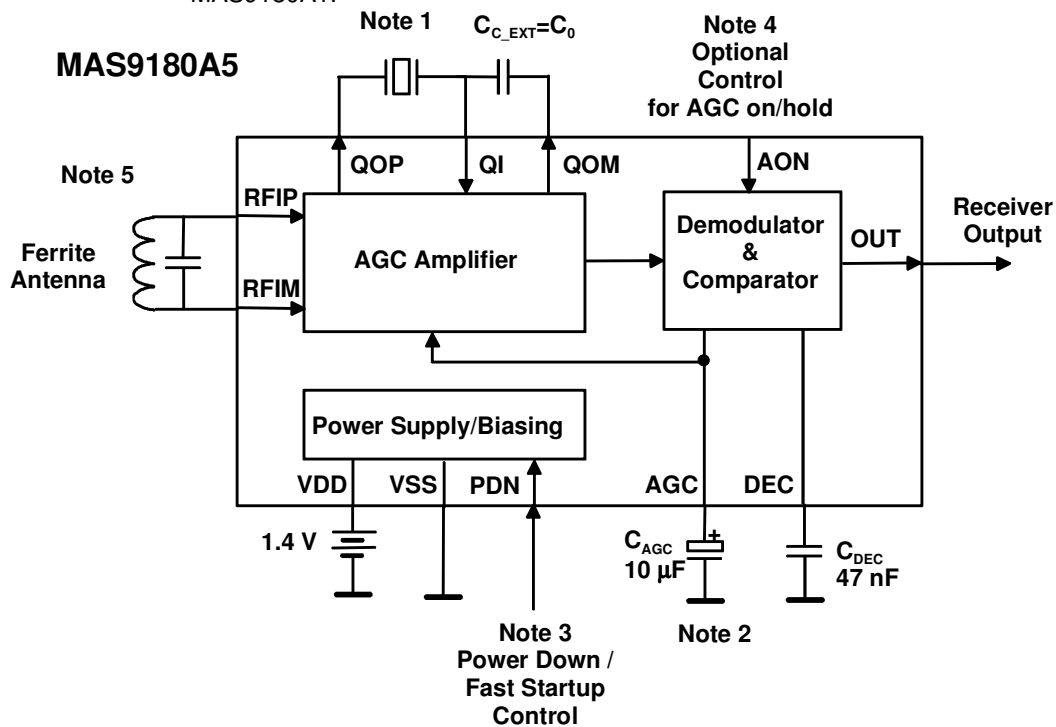 Note 1
C_C_EXT=C_0
Note 4
Optional
Control
for AGC on/hold
MAS9180A5
QOP
QI
QOM
AON
Note 5
RFIP
Ferrite
Antenna
RFIM
AGC Amplifier
Demodulator
&
Comparator
OUT
Receiver
Output
Power Supply/Biasing
VDD
VSS
PDN
AGC
DEC
1.4 V
C_AGC
10 µF
+
C_DEC
47 nF
Note 3
Power Down /
Fast Startup
Control
Note 2